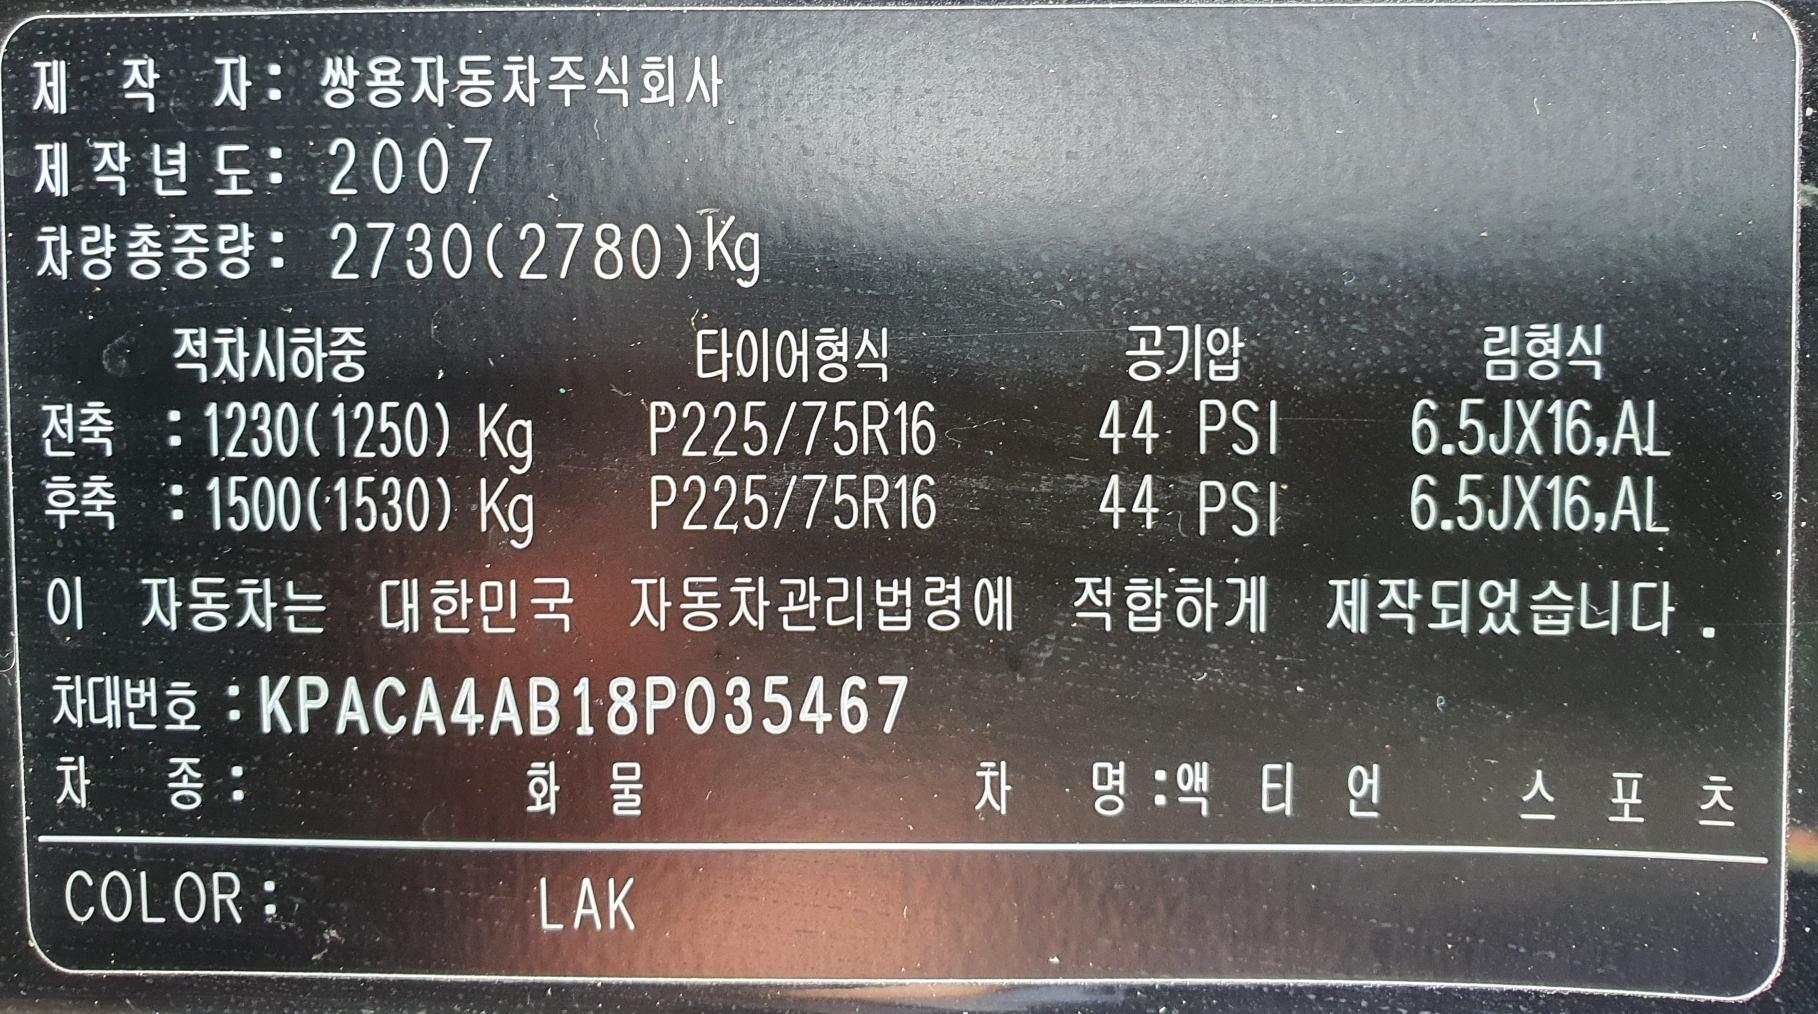 제 작 자: 쌍용자동차주식회사
제작년도: 2007
차량총중량: 2730(2780)Kg
적차시하중 타이어형식 공기압 림형식
전축 : 1230(1250) Kg P225/75R16 44 PSI 6.5JX16,AL
후축 : 1500(1530) Kg P225/75R16 44 PSI 6.5JX16,AL
이 자동차는 대한민국 자동차관리법령에 적합하게 제작되었습니다.
차대번호 :KPACA4AB18P035467
차 종: 화 물 차 명:액 티 언 스 포 츠
COLOR: LAK